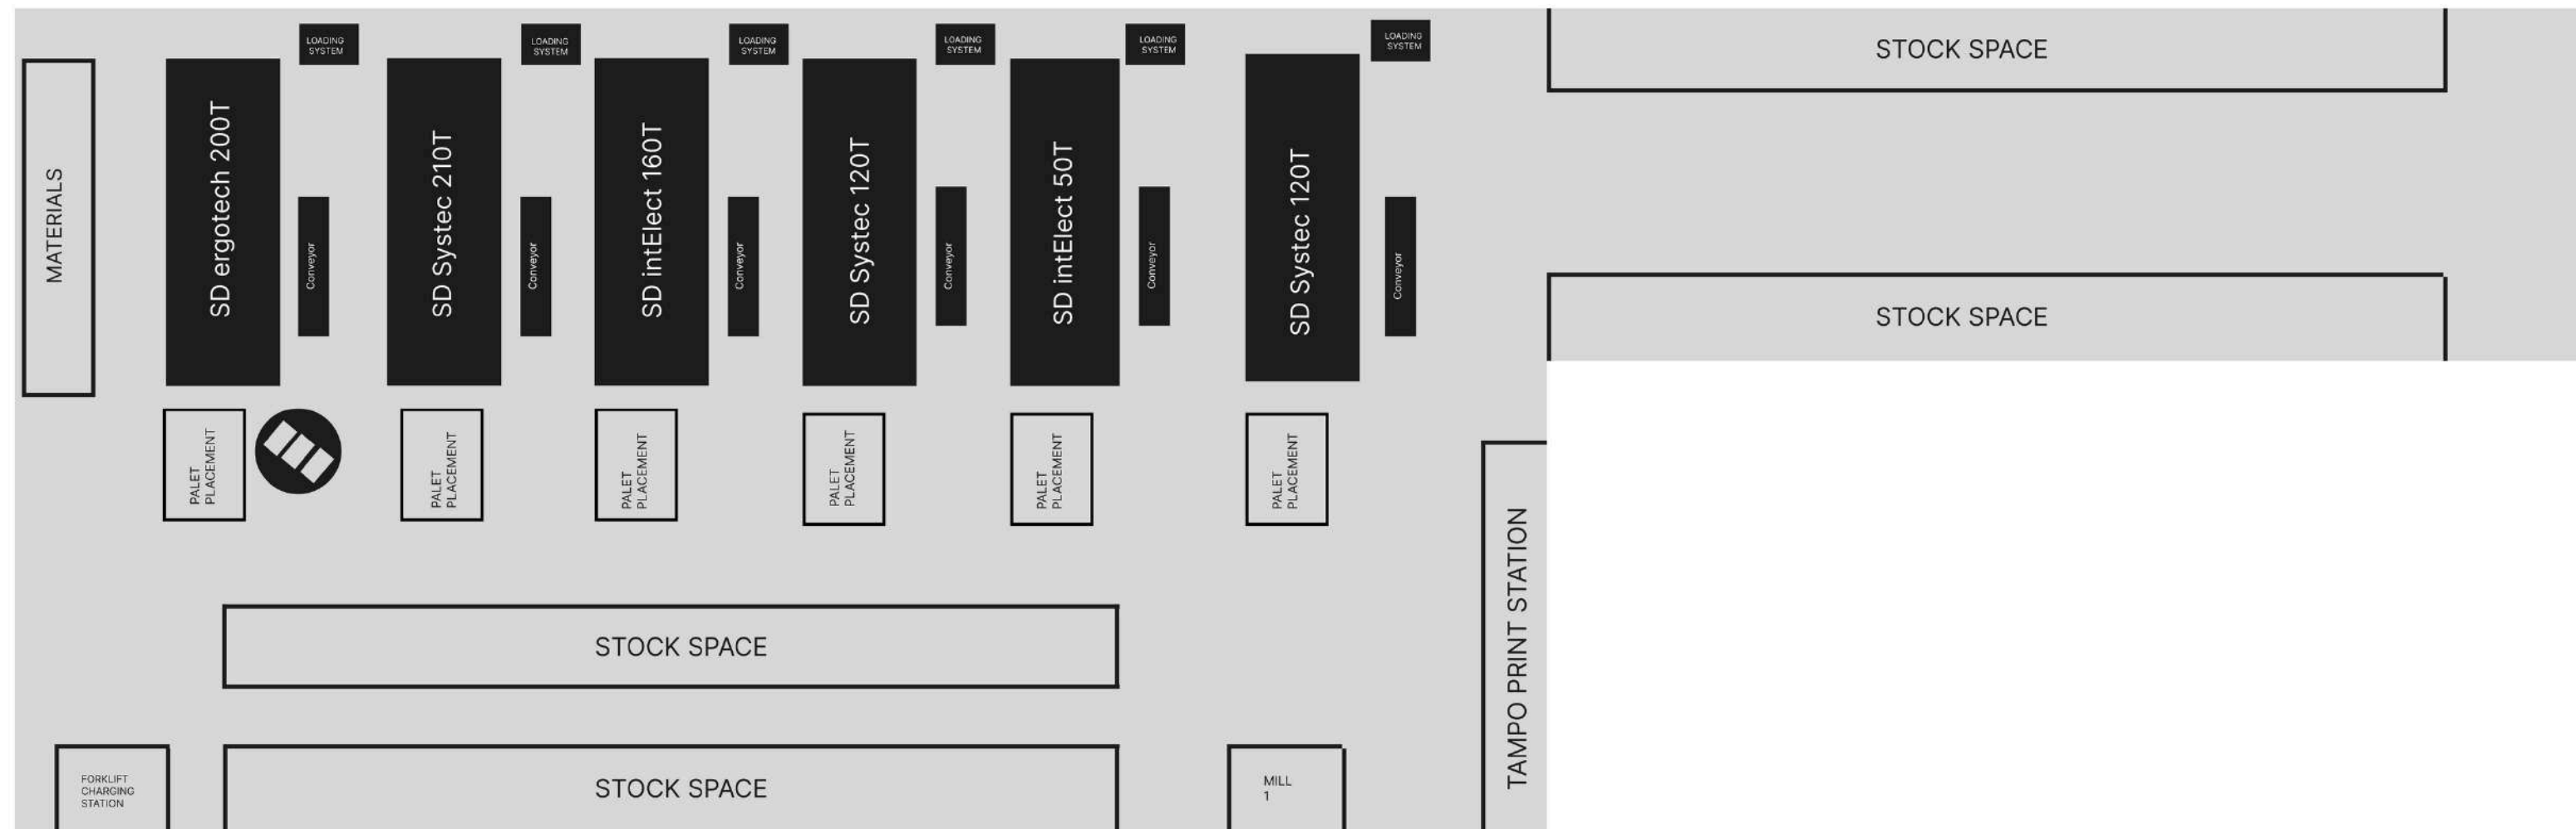 LOADING
SYSTEM
LOADING
SYSTEM
LOADING
SYSTEM
LOADING
SYSTEM
LOADING
SYSTEM
LOADING
SYSTEM
STOCK SPACE
MATERIALS
SD ergotech 200T
Conveyor
SD Systec 210T
Conveyor
SD intElect 160T
Conveyor
SD Systec 120T
Conveyor
SD intElect 50T
Conveyor
SD Systec 120T
Conveyor
STOCK SPACE
PALET
PLACEMENT
PALET
PLACEMENT
PALET
PLACEMENT
PALET
PLACEMENT
PALET
PLACEMENT
PALET
PLACEMENT
TAMPO PRINT STATION
STOCK SPACE
FORKLIFT
CHARGING
STATION
STOCK SPACE
MILL
1